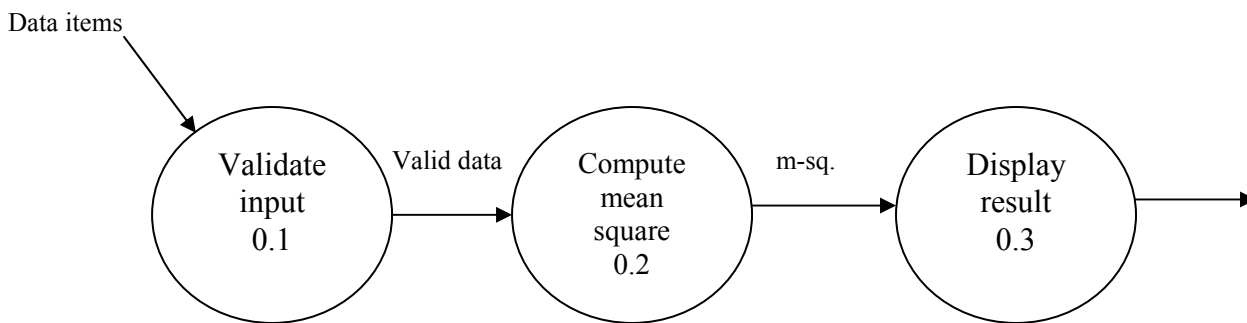 Data items
Validate
input
0.1
Valid data
Compute
mean
square
0.2
m-sq.
Display
result
0.3